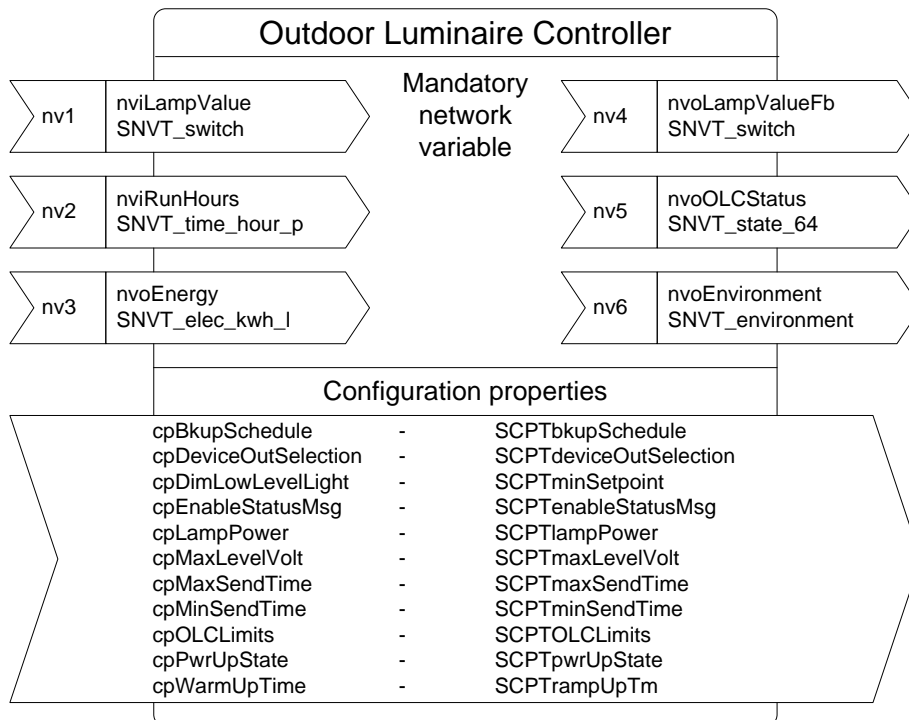 Outdoor Luminaire Controller
Mandatory
network
variable
nv1
nviLampValue
SNVT_switch
nv2
nviRunHours
SNVT_time_hour_p
nv3
nvoEnergy
SNVT_elec_kwh_l
nv4
nvoLampValueFb
SNVT_switch
nv5
nvoOLCStatus
SNVT_state_64
nv6
nvoEnvironment
SNVT_environment
Configuration properties
cpBkupSchedule - SCPTbkupSchedule
cpDeviceOutSelection - SCPTdeviceOutSelection
cpDimLowLevelLight - SCPTminSetpoint
cpEnableStatusMsg - SCPTenableStatusMsg
cpLampPower - SCPTlampPower
cpMaxLevelVolt - SCPTmaxLevelVolt
cpMaxSendTime - SCPTmaxSendTime
cpMinSendTime - SCPTminSendTime
cpOLCLimits - SCPTOLCLimits
cpPwrUpState - SCPTpwrUpState
cpWarmUpTime - SCPTrampUpTm